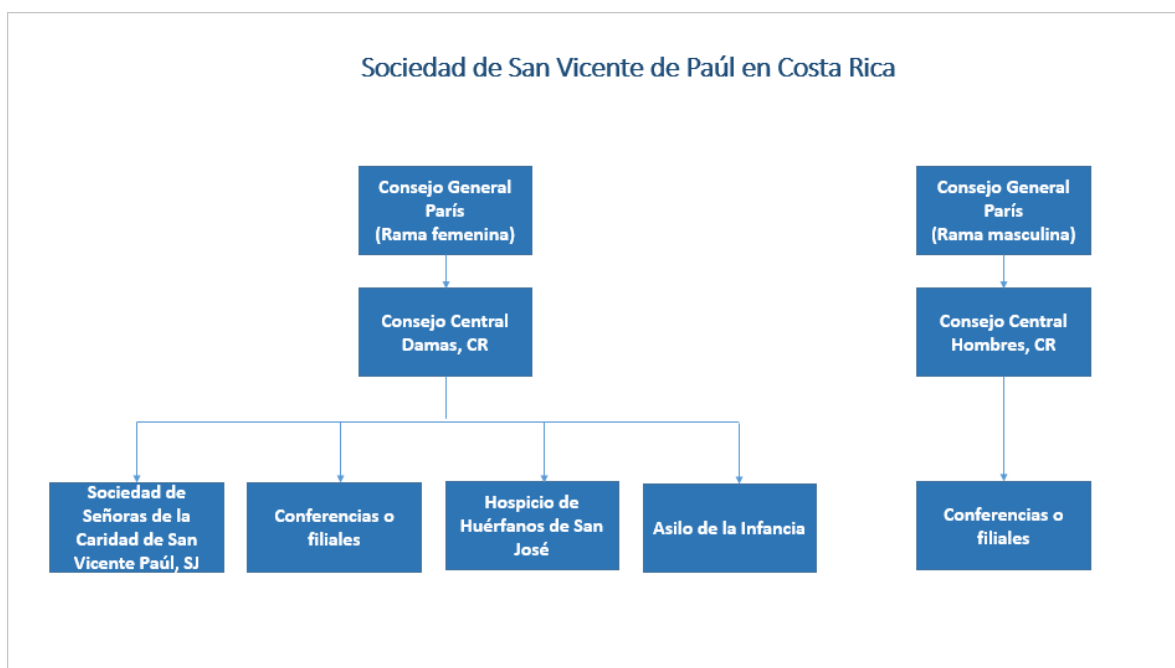 Sociedad de San Vicente de Paúl en Costa Rica
Consejo General
París
(Rama femenina)
Consejo General
París
(Rama masculina)
Consejo Central
Damas, CR
Consejo Central
Hombres, CR
Sociedad de
Señoras de la
Caridad de San
Vicente Paúl, SJ
Conferencias o
filiales
Hospicio de
Huérfanos de San
José
Asilo de la Infancia
Conferencias o
filiales